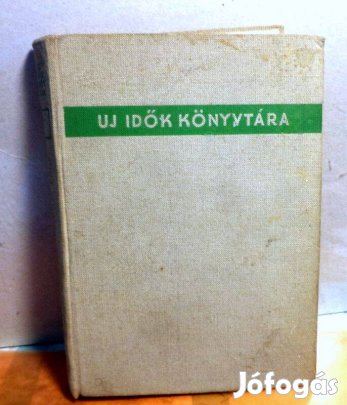 UJ IDŐK KÖNYVTÁRA
Jófogás